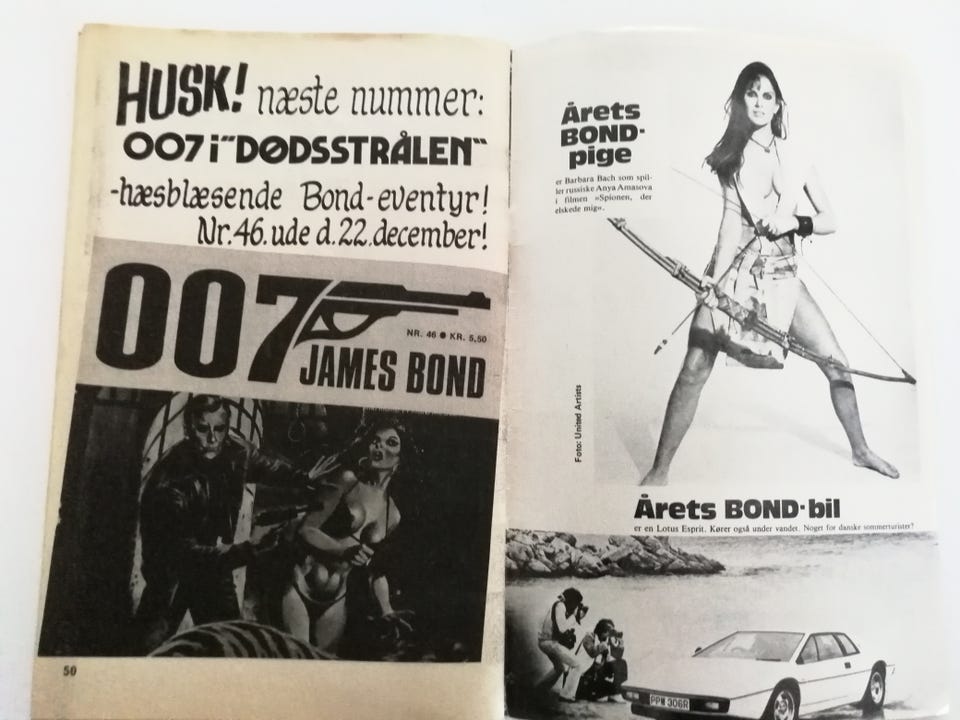 HUSK! næste nummer:
007 i "DØDSSTRÅLEN"
-hæsblæsende Bond-eventyr!
Nr. 46. ude d. 22. december!
007
NR. 46 ● KR. 5,50
JAMES BOND
50
Årets
BOND-
pige
er Barbara Bach som spil-
ler russiske Anya Amasova
i filmen »Spionen, der
elskede mig«.
Foto: United Artists
Årets BOND-bil
er en Lotus Esprit. Kører også under vandet. Noget for danske sommerturister?
PPW 306R